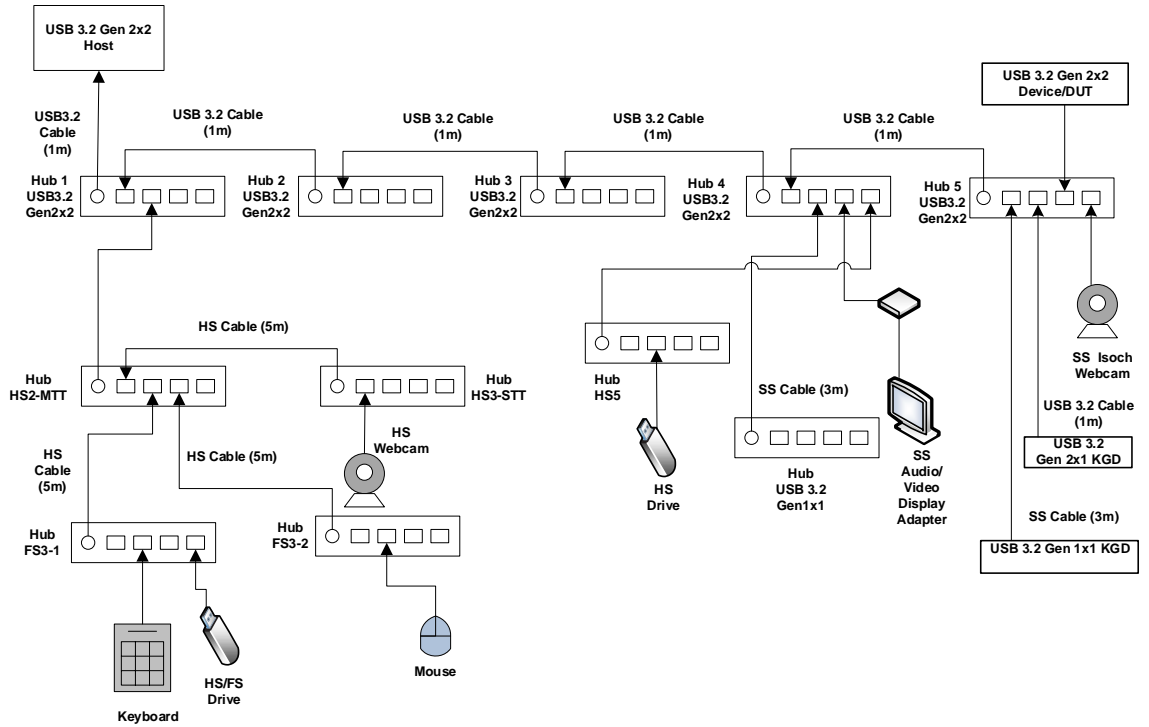 USB 3.2 Gen 2x2
Host
USB3.2
Cable
(1m)
USB 3.2 Cable
(1m)
USB 3.2 Cable
(1m)
USB 3.2 Cable
(1m)
USB 3.2 Cable
(1m)
USB 3.2 Gen 2x2
Device/DUT
Hub 1
USB3.2
Gen2x2
Hub 2
USB3.2
Gen2x2
Hub 3
USB3.2
Gen2x2
Hub 4
USB3.2
Gen2x2
Hub 5
USB3.2
Gen2x2
HS Cable (5m)
Hub
HS2-MTT
Hub
HS3-STT
Hub
HS5
SS Cable (3m)
SS Isoch
Webcam
USB 3.2 Cable
(1m)
USB 3.2
Gen 2x1 KGD
HS
Cable
(5m)
HS Cable (5m)
HS
Webcam
HS
Drive
Hub
USB 3.2
Gen1x1
SS
Audio/
Video
Display
Adapter
SS Cable (3m)
USB 3.2 Gen 1x1 KGD
Hub
FS3-1
Hub
FS3-2
Keyboard
HS/FS
Drive
Mouse